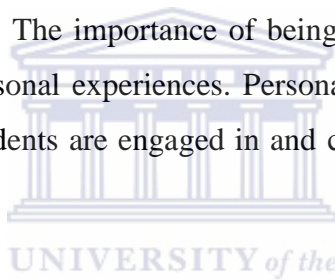 The importance of being
sonal experiences. Persona
dents are engaged in and c
UNIVERSITY of the